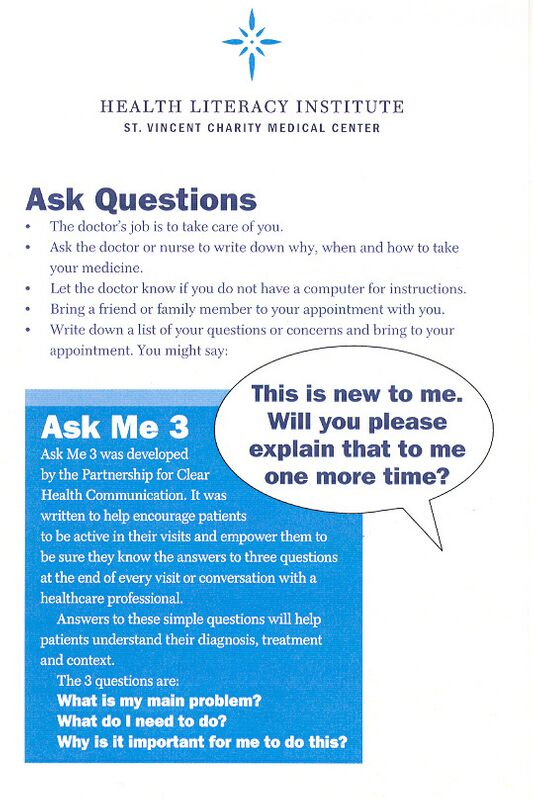 HEALTH LITERACY INSTITUTE
ST. VINCENT CHARITY MEDICAL CENTER
Ask Questions
• The doctor's job is to take care of you.
• Ask the doctor or nurse to write down why, when and how to take
your medicine.
• Let the doctor know if you do not have a computer for instructions.
• Bring a friend or family member to your appointment with you.
• Write down a list of your questions or concerns and bring to your
appointment. You might say:
This is new to me.
Will you please
explain that to me
one more time?
Ask Me 3
Ask Me 3 was developed
by the Partnership for Clear
Health Communication. It was
written to help encourage patients
to be active in their visits and empower them to
be sure they know the answers to three questions
at the end of every visit or conversation with a
healthcare professional.
Answers to these simple questions will help
patients understand their diagnosis, treatment
and context.
The 3 questions are:
What is my main problem?
What do I need to do?
Why is it important for me to do this?